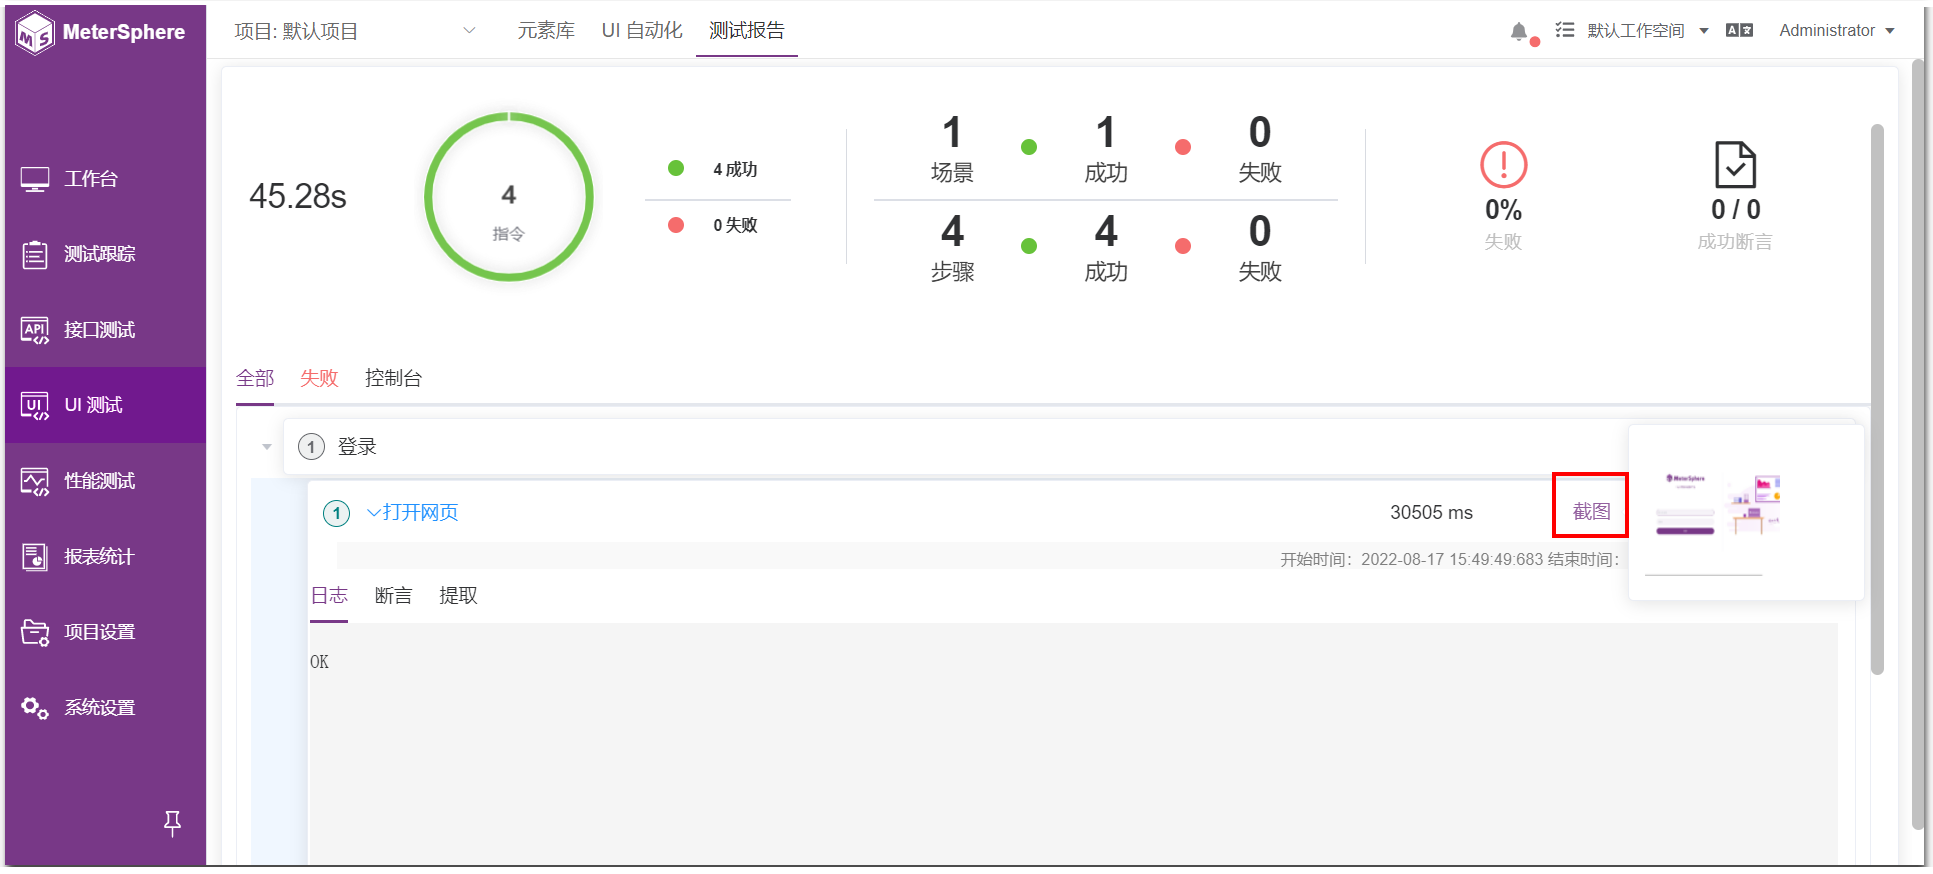 MeterSphere
项目: 默认项目
元素库
UI 自动化
测试报告
默认工作空间
Administrator
工作台
测试跟踪
接口测试
UI 测试
性能测试
报表统计
项目设置
系统设置
45.28s
4
指令
4 成功
0 失败
1
场景
1
成功
0
失败
4
步骤
4
成功
0
失败
0%
失败
0 / 0
成功断言
全部
失败
控制台
1
登录
1
打开网页
30505 ms
截图
MeterSphere
开始时间：2022-08-17 15:49:49:683 结束时间：
日志
断言
提取
OK